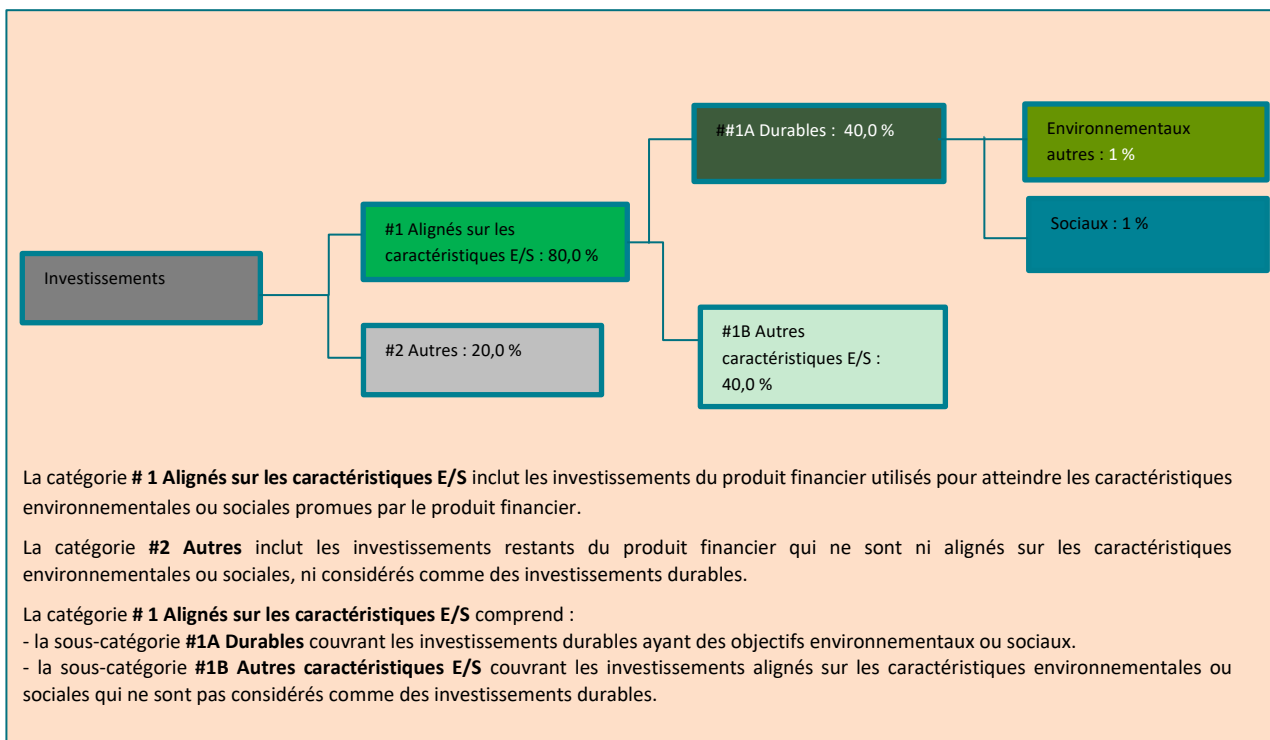 ##1A Durables : 40,0 %
Environnementaux
autres : 1 %
Sociaux : 1 %
#1 Alignés sur les
caractéristiques E/S : 80,0 %
Investissements
#2 Autres : 20,0 %
#1B Autres
caractéristiques E/S :
40,0 %
La catégorie # 1 Alignés sur les caractéristiques E/S inclut les investissements du produit financier utilisés pour atteindre les caractéristiques
environnementales ou sociales promues par le produit financier.
La catégorie #2 Autres inclut les investissements restants du produit financier qui ne sont ni alignés sur les caractéristiques
environnementales ou sociales, ni considérés comme des investissements durables.
La catégorie # 1 Alignés sur les caractéristiques E/S comprend :
- la sous-catégorie #1A Durables couvrant les investissements durables ayant des objectifs environnementaux ou sociaux.
- la sous-catégorie #1B Autres caractéristiques E/S couvrant les investissements alignés sur les caractéristiques environnementales ou
sociales qui ne sont pas considérés comme des investissements durables.